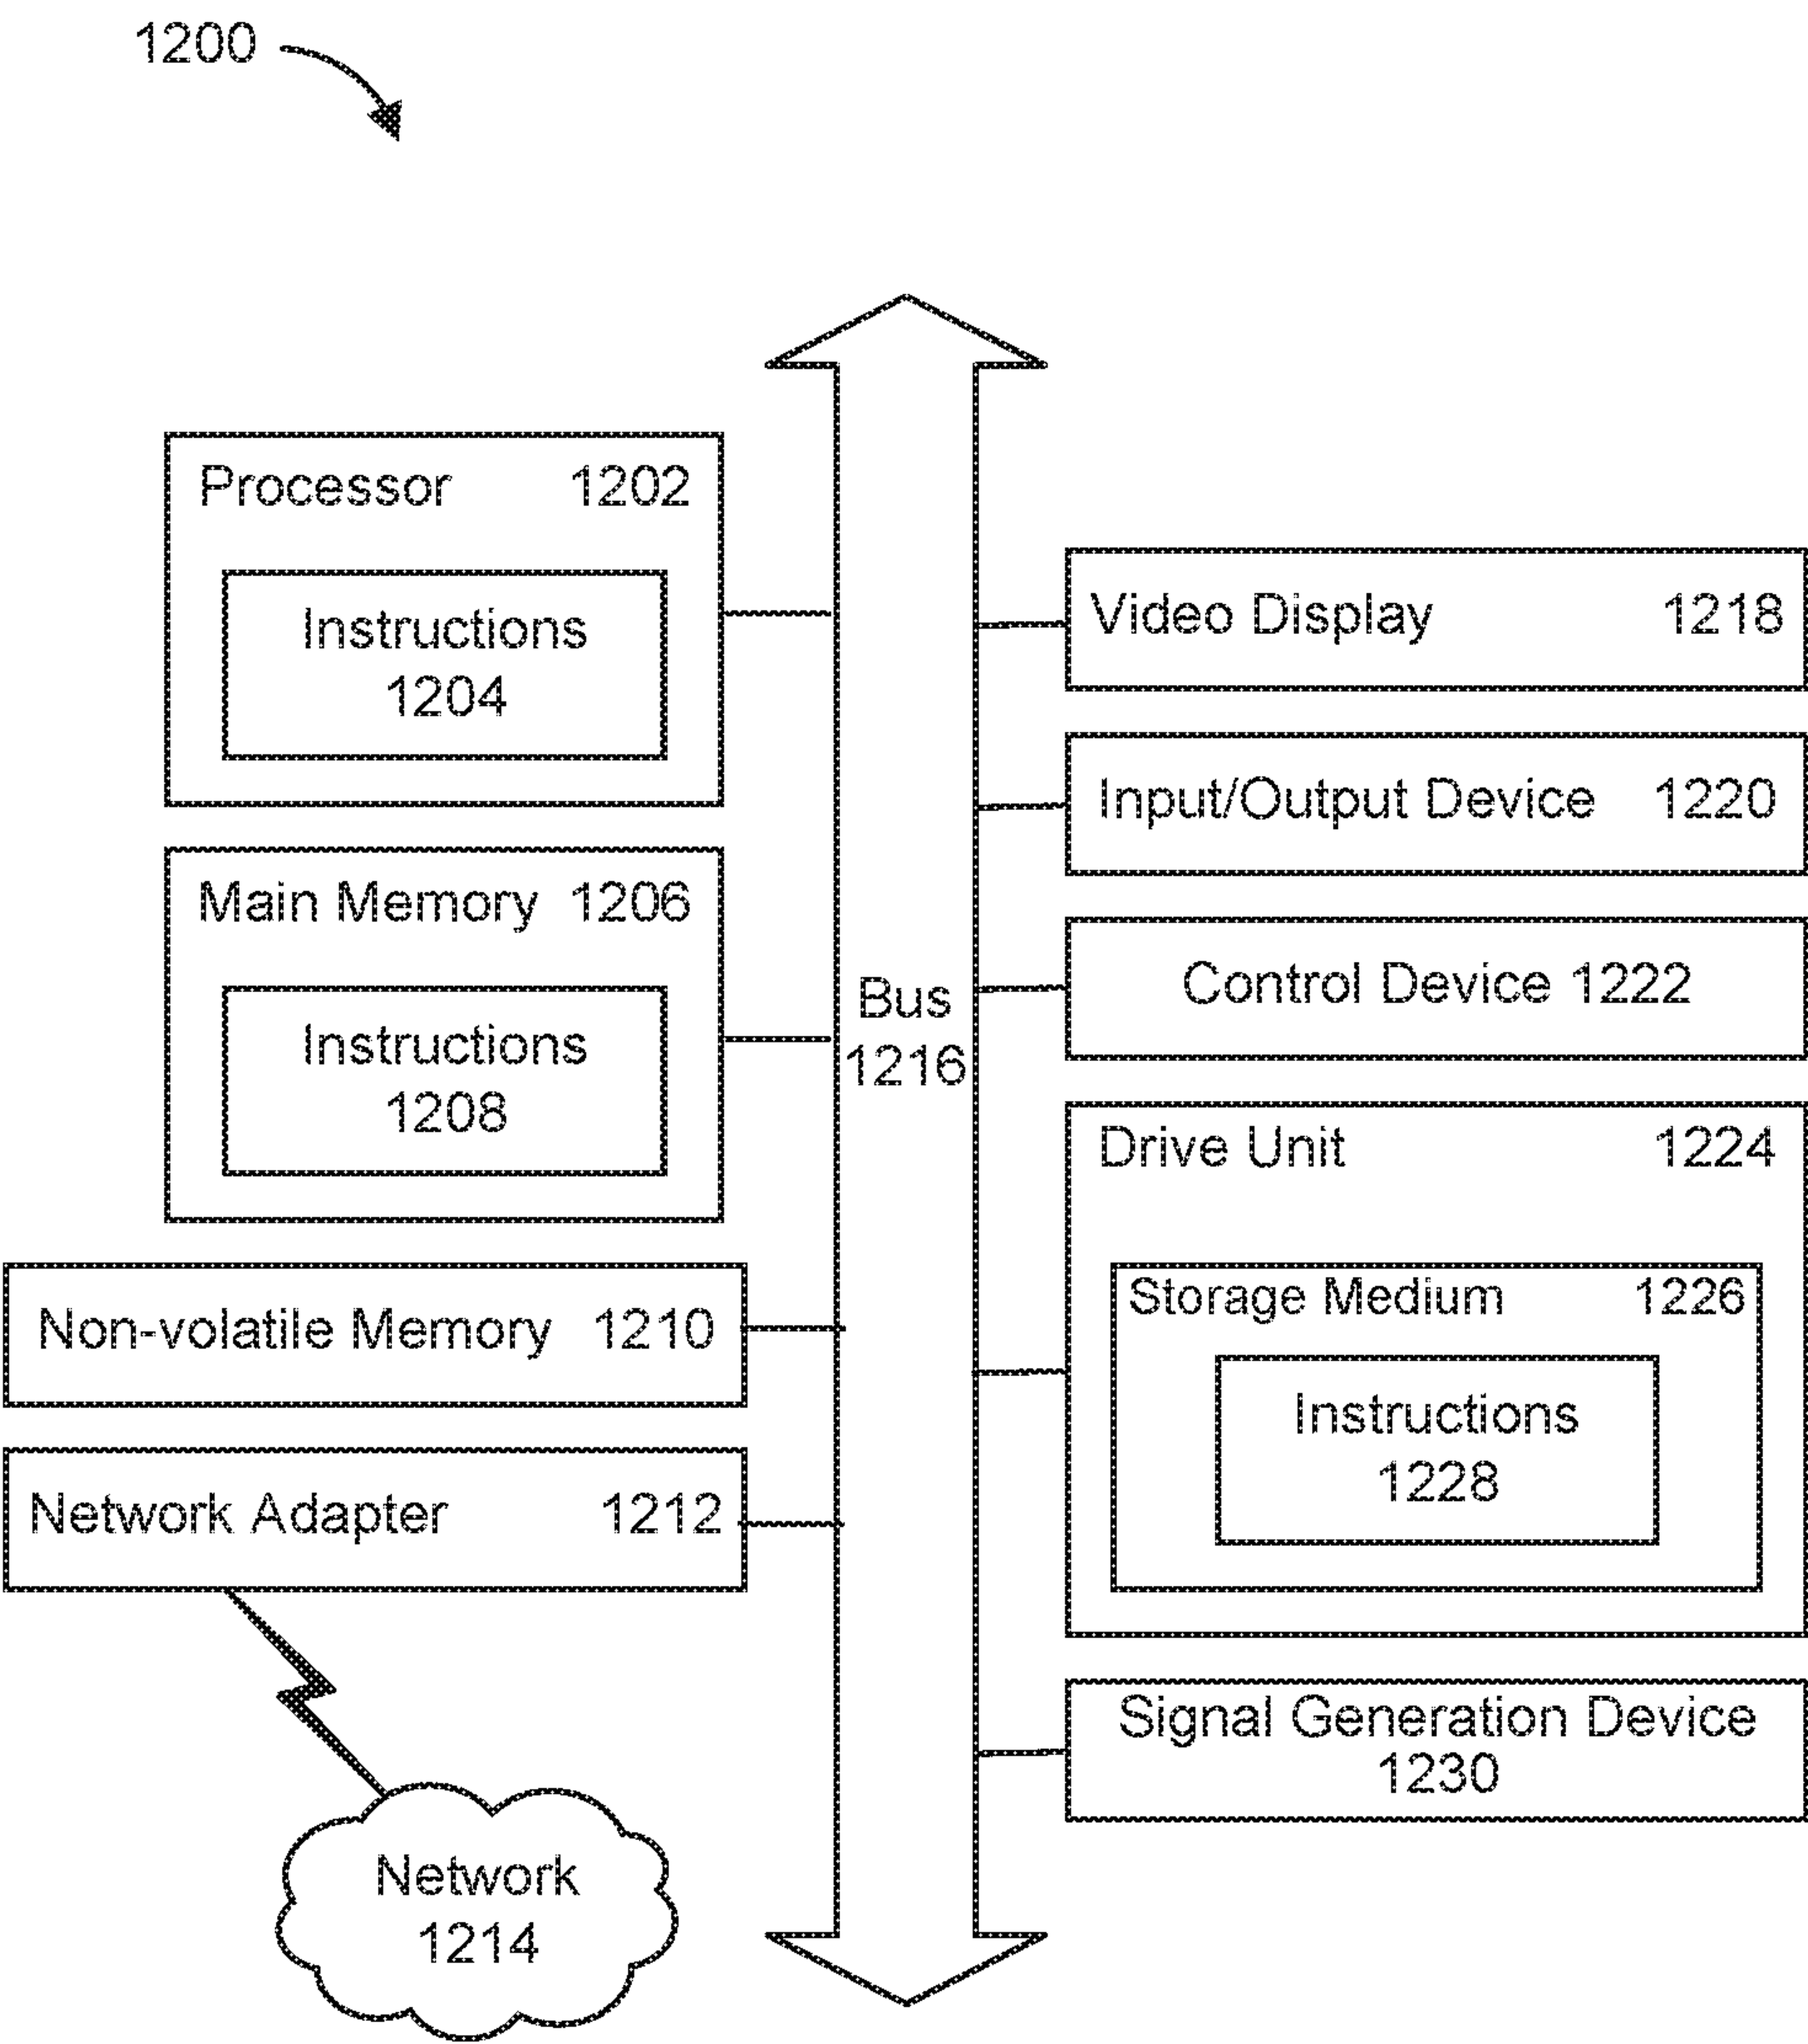 1200
Processor 1202
Instructions
1204
Main Memory 1206
Instructions
1208
Non-volatile Memory 1210
Network Adapter 1212
Network
1214
Bus
1216
Video Display 1218
Input/Output Device 1220
Control Device 1222
Drive Unit 1224
Storage Medium 1226
Instructions
1228
Signal Generation Device
1230